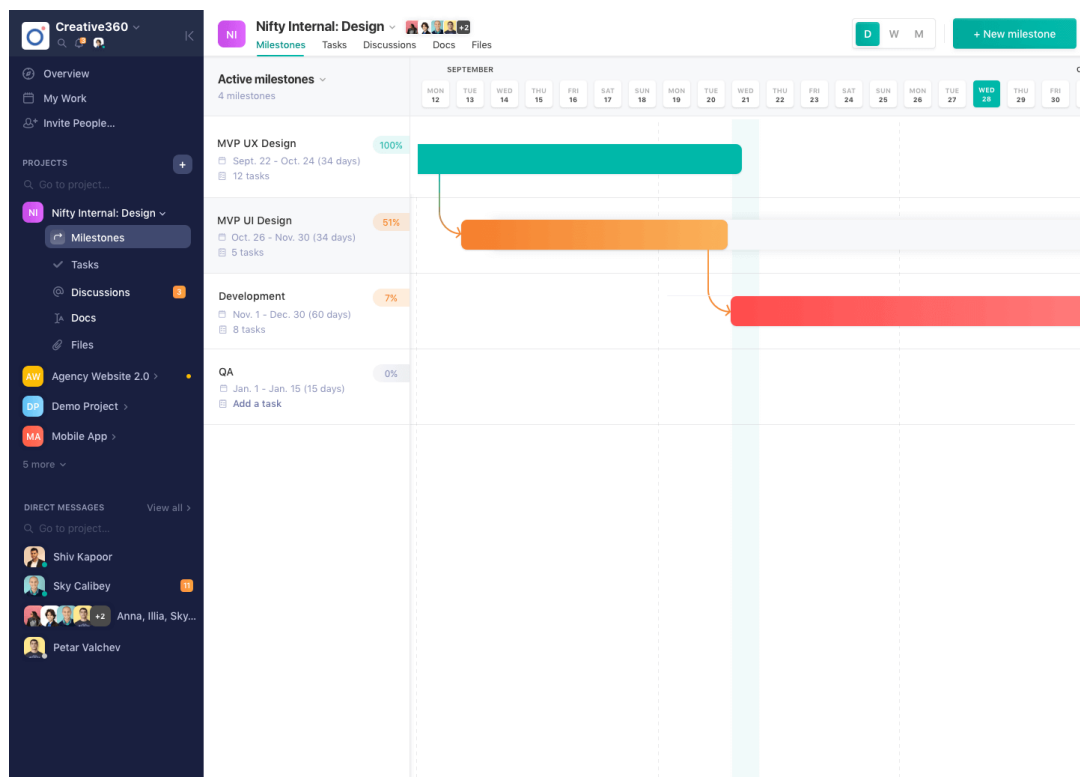 Creative360
Overview
My Work
Invite People...
PROJECTS
+
Go to project...
NI Nifty Internal: Design
Milestones
Tasks
Discussions 3
Docs
Files
AW Agency Website 2.0
DP Demo Project
MA Mobile App
5 more
DIRECT MESSAGES View all
Go to project...
Shiv Kapoor
Sky Calibey 11
+2 Anna, Illia, Sky...
Petar Valchev
NI Nifty Internal: Design +2
Milestones Tasks Discussions Docs Files
D W M + New milestone
Active milestones
4 milestones
SEPTEMBER
MON TUE WED THU FRI SAT SUN MON TUE WED THU FRI SAT SUN MON TUE WED THU FRI
12 13 14 15 16 17 18 19 20 21 22 23 24 25 26 27 28 29 30
MVP UX Design 100%
Sept. 22 - Oct. 24 (34 days)
12 tasks
MVP UI Design 51%
Oct. 26 - Nov. 30 (34 days)
5 tasks
Development 7%
Nov. 1 - Dec. 30 (60 days)
8 tasks
QA 0%
Jan. 1 - Jan. 15 (15 days)
Add a task